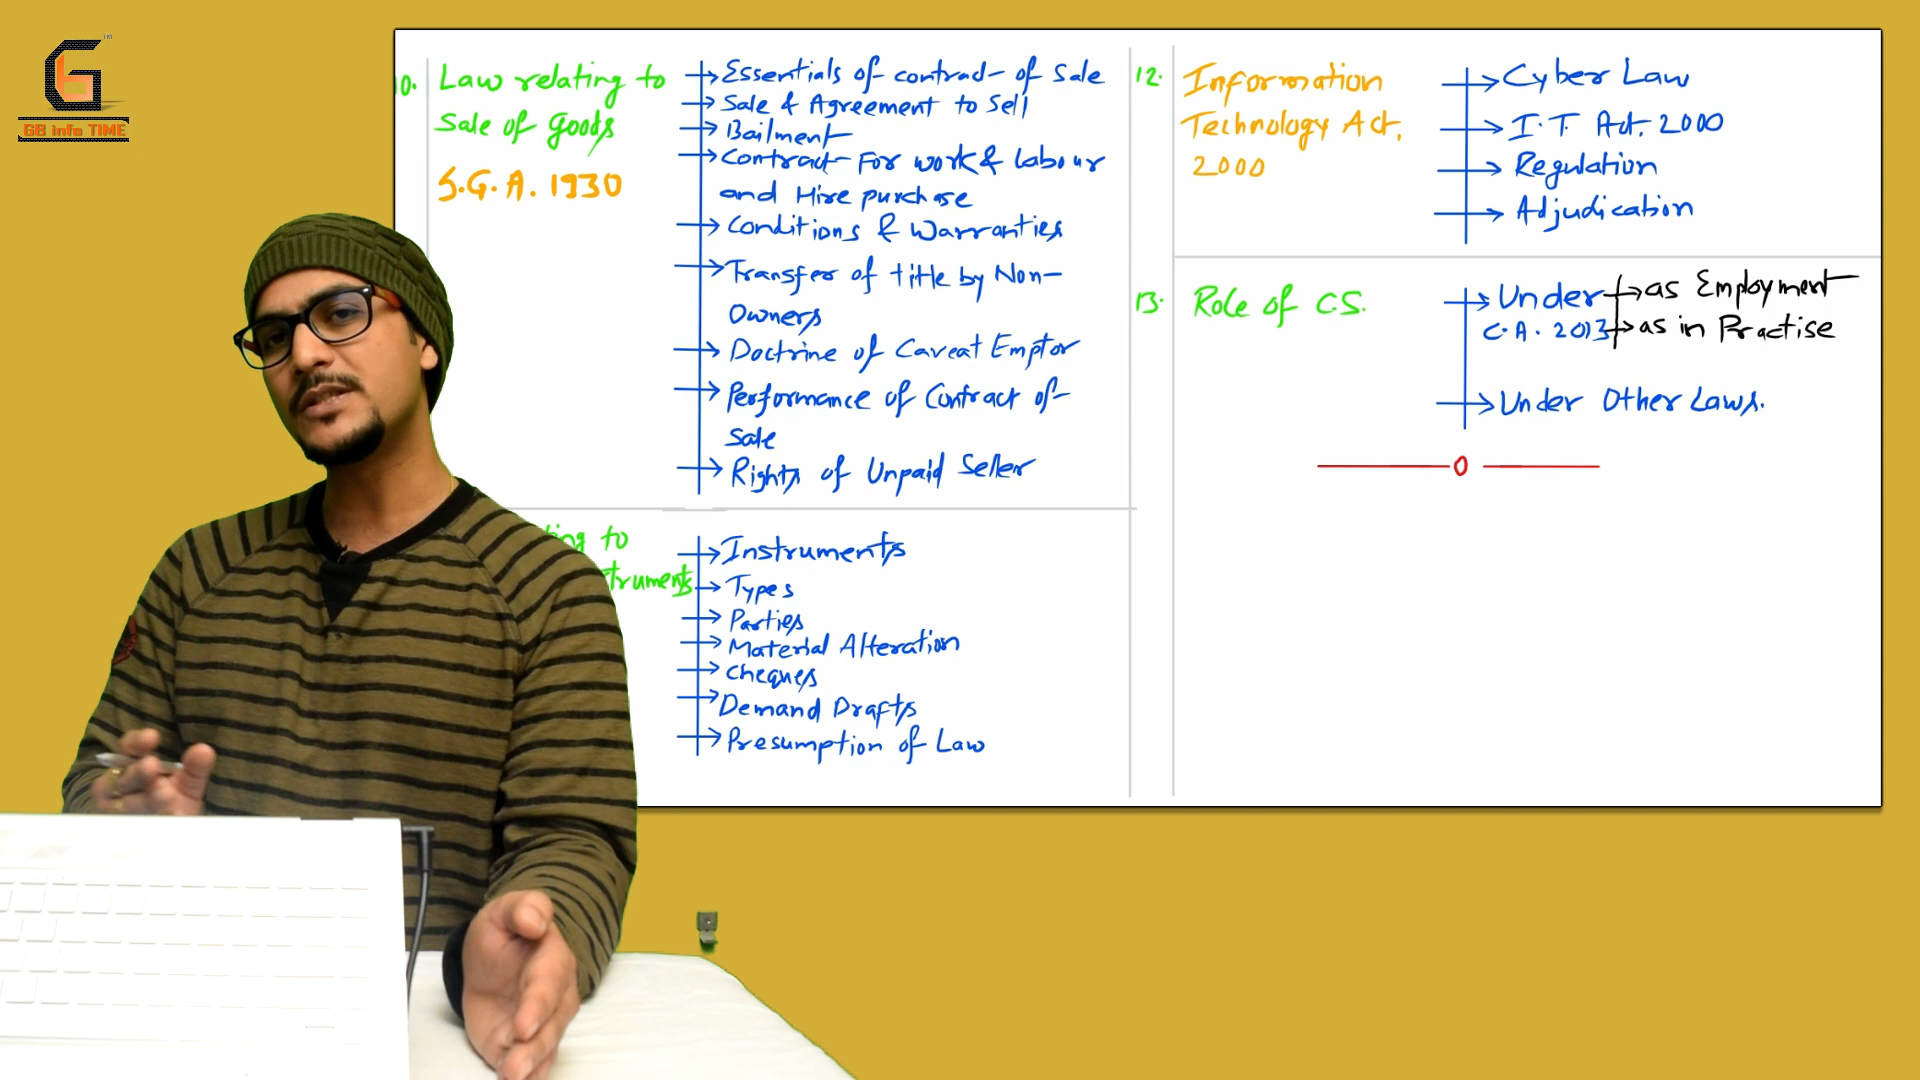 TM
GB info TIME
10. Law relating to
Sale of Goods
S.G.A. 1930
Essentials of contract of Sale
Sale & Agreement to Sell
Bailment
Contract For work & labour
and Hire purchase
Conditions & Warranties
Transfer of title by Non-
Owners
Doctrine of Caveat Emptor
Performance of Contract of
Sale
Rights of Unpaid Seller
ting to
truments
Instruments
Types
Parties
Material Alteration
Cheques
Demand Drafts
Presumption of Law
12. Information
Technology Act,
2000
Cyber Law
I.T. Act. 2000
Regulation
Adjudication
13. Role of C.S.
Under
C.A. 2013
as Employment
as in Practise
Under Other Laws.